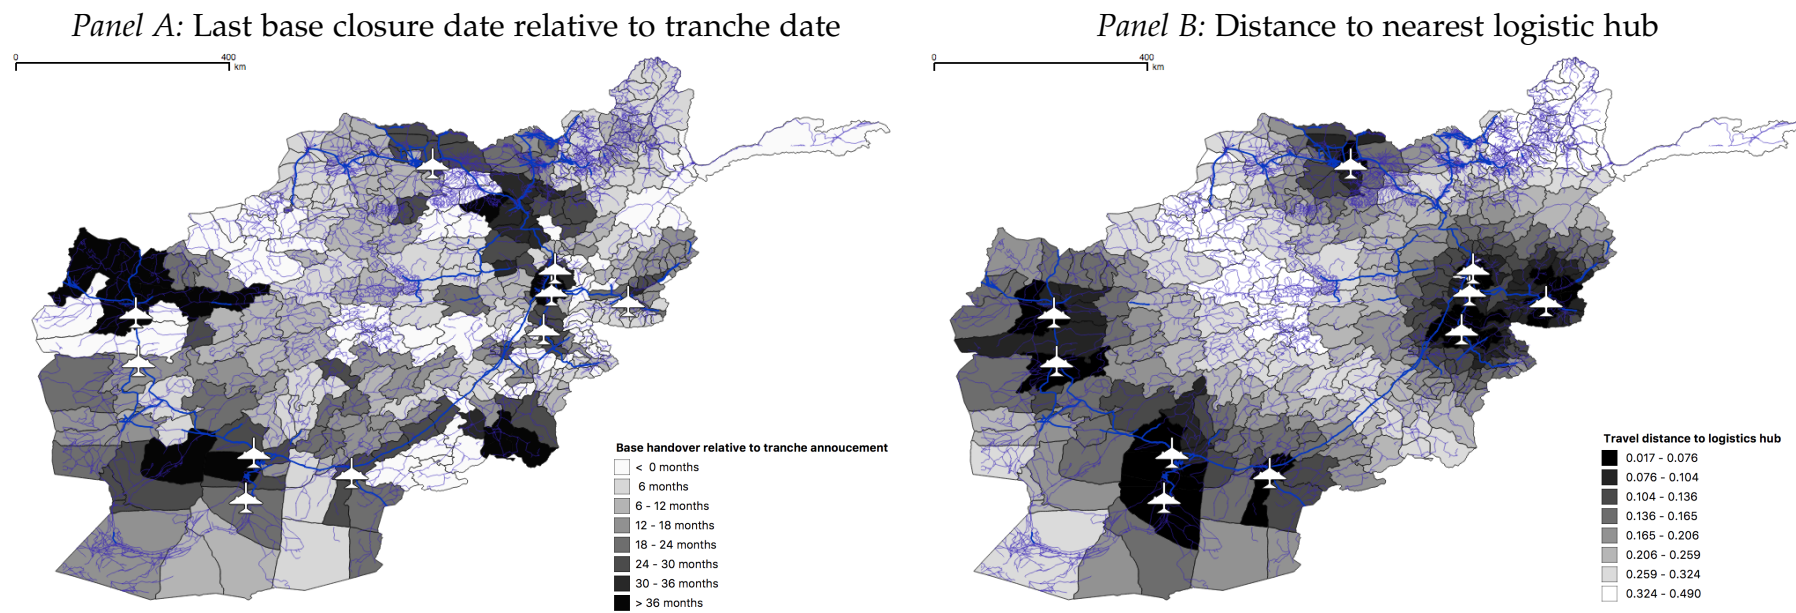 Panel A: Last base closure date relative to tranche date
0 400
km
Base handover relative to tranche annoucement
< 0 months
6 months
6 - 12 months
12 - 18 months
18 - 24 months
24 - 30 months
30 - 36 months
> 36 months
Panel B: Distance to nearest logistic hub
0 400
km
Travel distance to logistics hub
0.017 - 0.076
0.076 - 0.104
0.104 - 0.136
0.136 - 0.165
0.165 - 0.206
0.206 - 0.259
0.259 - 0.324
0.324 - 0.490